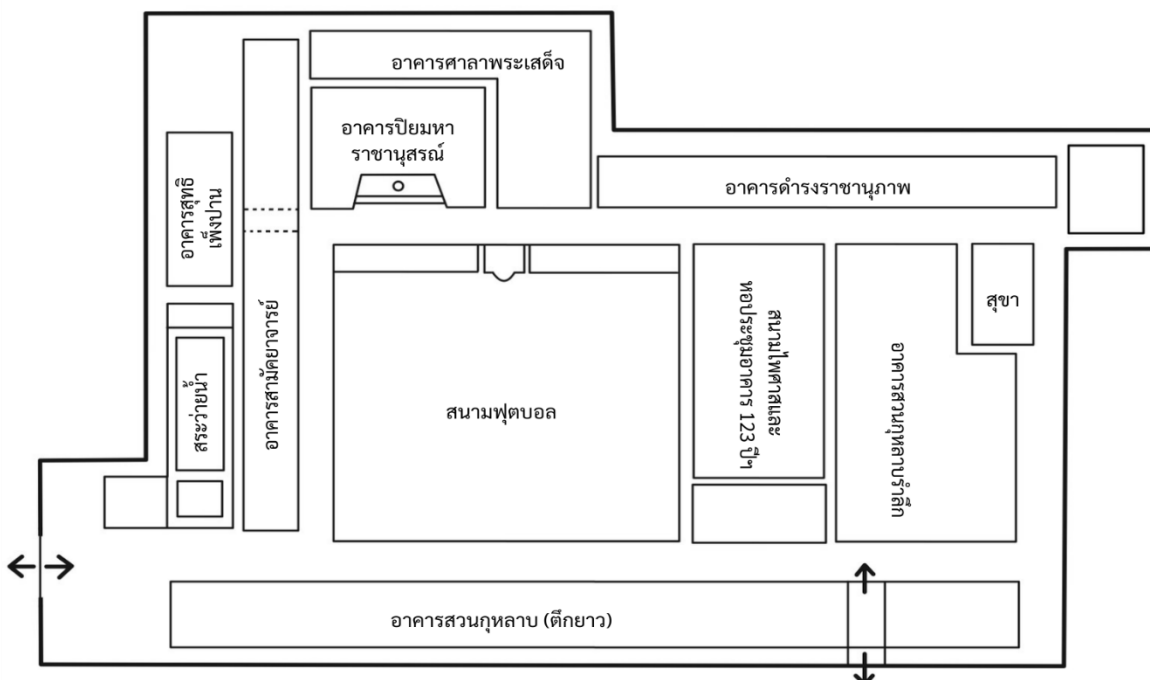 อาคารศาลาพระเสด็จ
อาคารปิยมหา
ราชานุสรณ์
อาคารดำรงราชานุภาพ
อาคารสุทธิ
เพ็งปาน
สุขา
สนามไพศาลและ
หอประชุมอาคาร 123 ปีฯ
อาคารสวนกุหลาบรำลึก
อาคารสามัคยาจารย์
สระว่ายน้ำ
สนามฟุตบอล
อาคารสวนกุหลาบ (ตึกยาว)